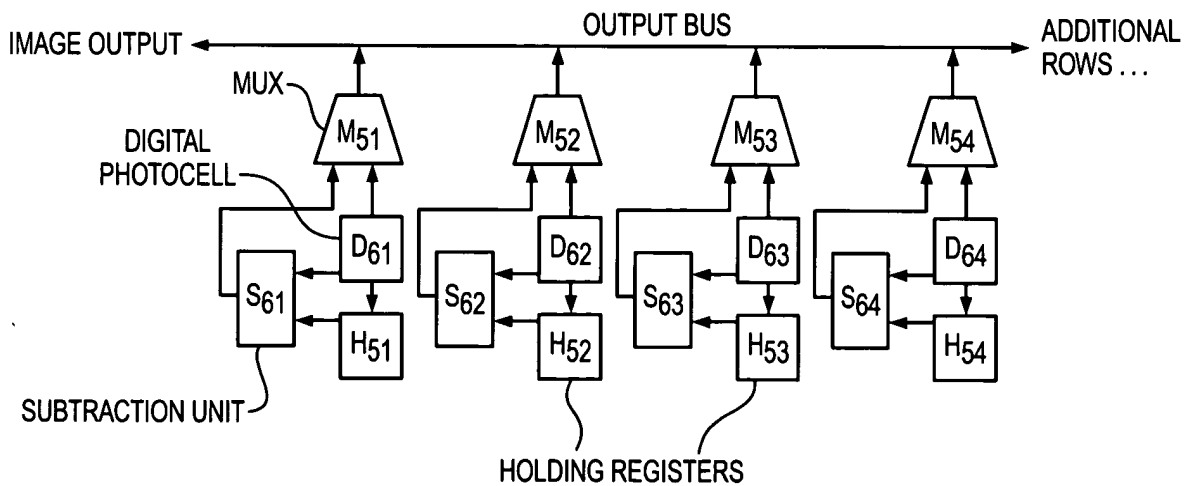 OUTPUT BUS
IMAGE OUTPUT
ADDITIONAL
ROWS . . .
MUX
M51
M52
M53
M54
DIGITAL
PHOTOCELL
D61
D62
D63
D64
S61
S62
S63
S64
H51
H52
H53
H54
SUBTRACTION UNIT
HOLDING REGISTERS